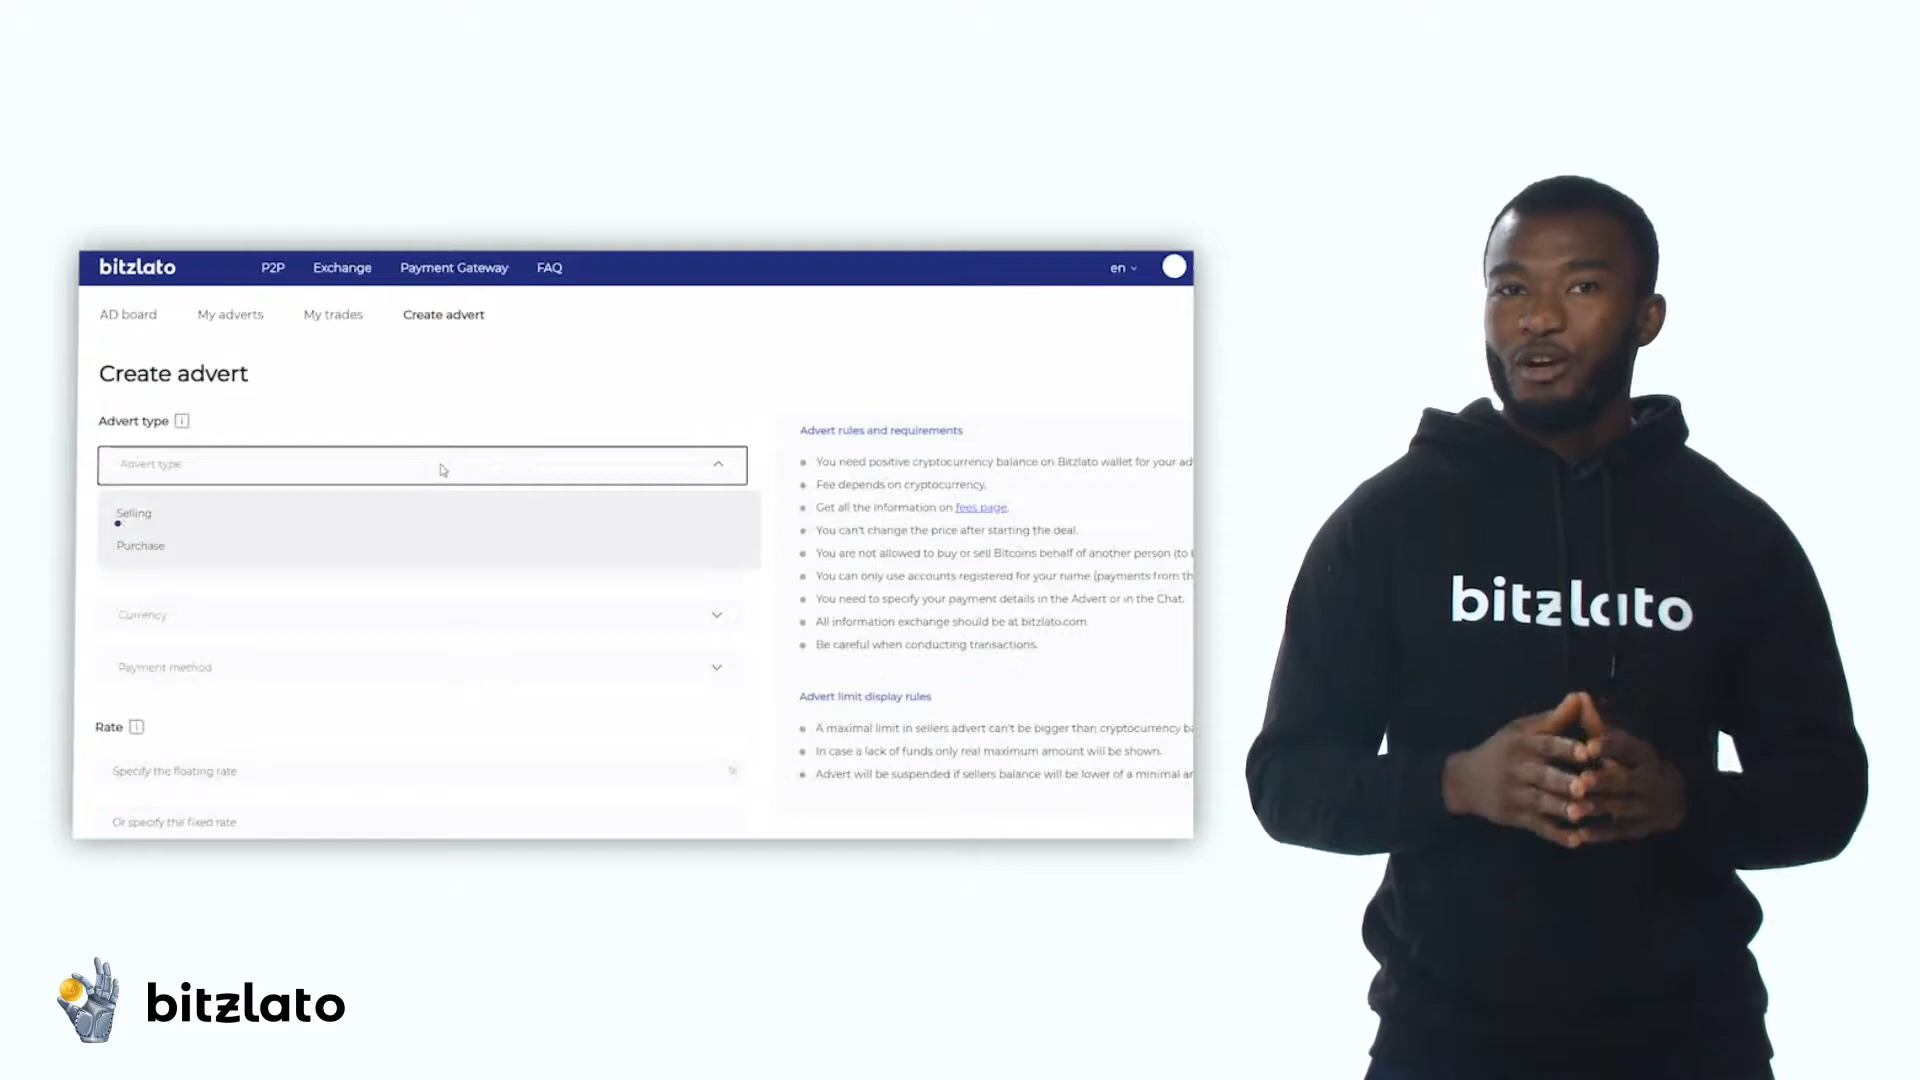 bitzlato
P2P
Exchange
Payment Gateway
FAQ
en
AD board
My adverts
My trades
Create advert
Create advert
Advert type
Advert type
Selling
Purchase
Currency
Payment method
Rate
Specify the floating rate
%
Or specify the fixed rate
Advert rules and requirements
You need positive cryptocurrency balance on Bitzlato wallet for your ad
Fee depends on cryptocurrency.
Get all the information on fees page.
You can't change the price after starting the deal.
You are not allowed to buy or sell Bitcoins behalf of another person (to
You can only use accounts registered for your name (payments from th
You need to specify your payment details in the Advert or in the Chat.
All information exchange should be at bitzlato.com
Be careful when conducting transactions.
Advert limit display rules
A maximal limit in sellers advert can't be bigger than cryptocurrency ba
In case a lack of funds only real maximum amount will be shown.
Advert will be suspended if sellers balance will be lower of a minimal
bitzlato
bitzlato